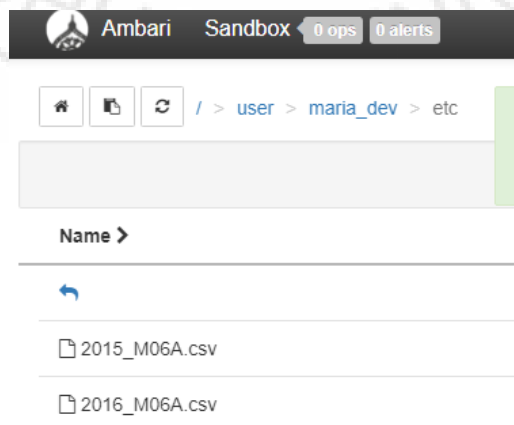 Ambari Sandbox 0 ops 0 alerts
/ > user > maria_dev > etc
Name
2015_M06A.csv
2016_M06A.csv